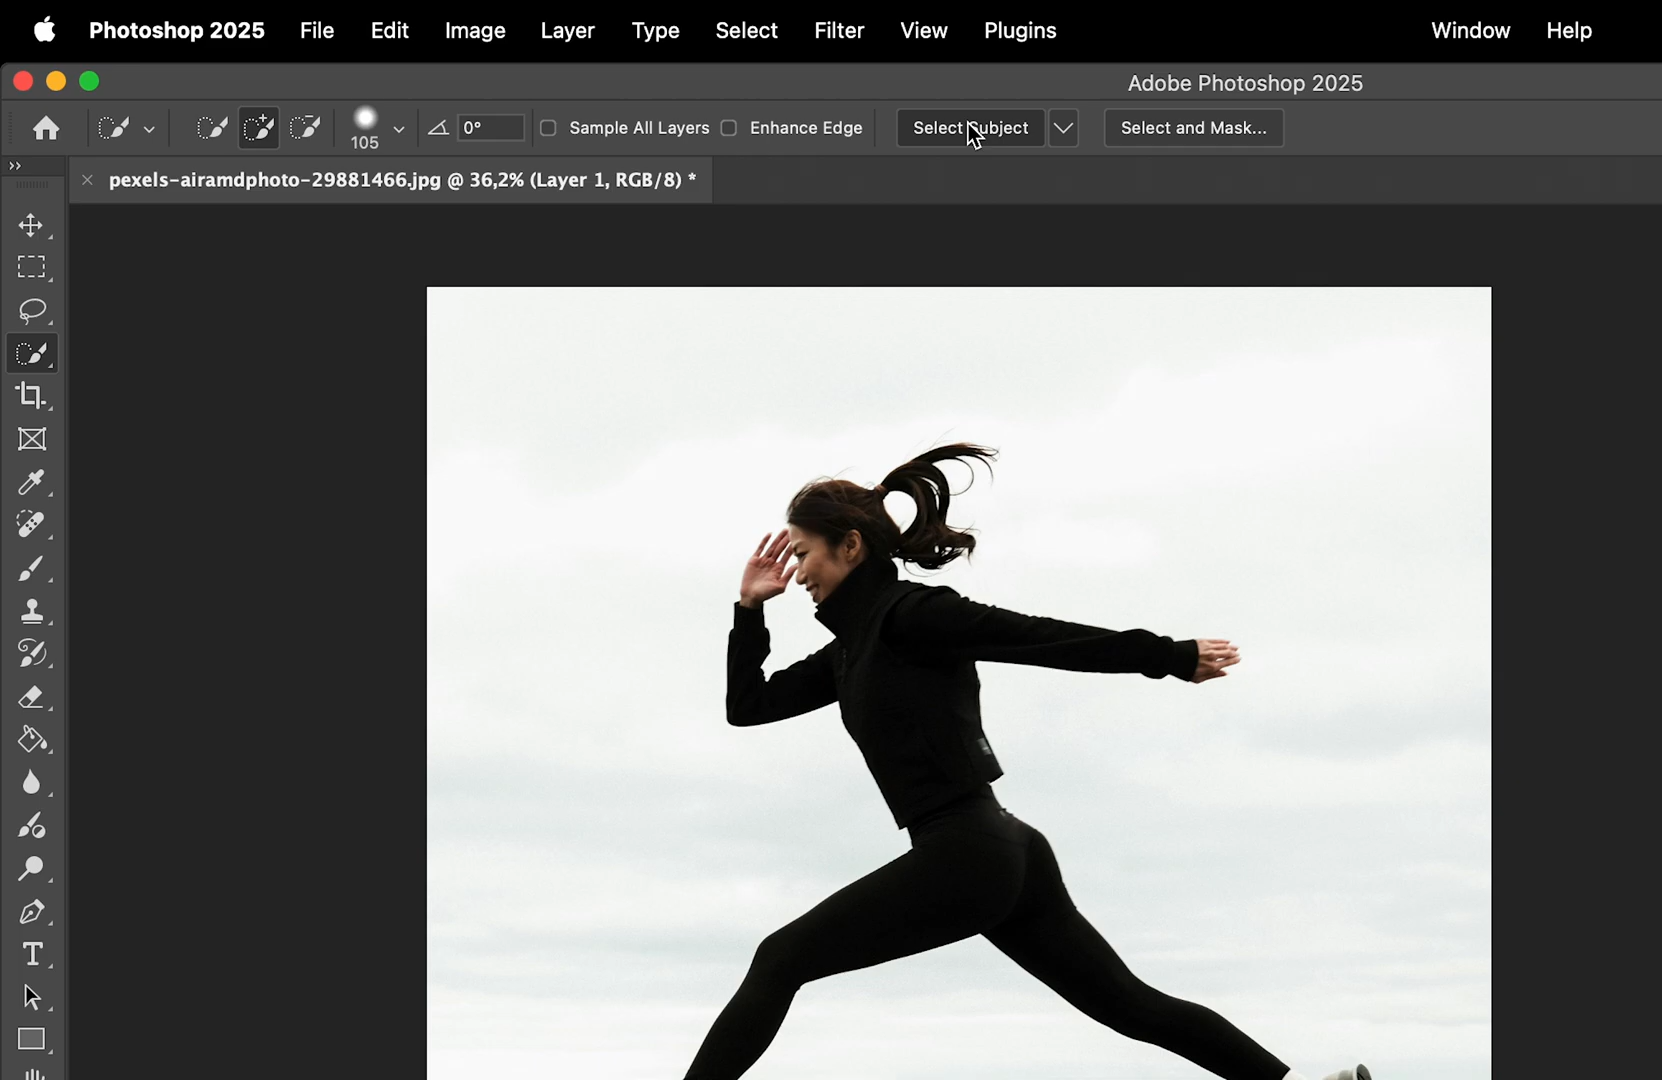 Photoshop 2025 File Edit Image Layer Type Select Filter View Plugins Window Help
Adobe Photoshop 2025
105 0° Sample All Layers Enhance Edge Select Subject Select and Mask...
pexels-airamdphoto-29881466.jpg @ 36,2% (Layer 1, RGB/8) *